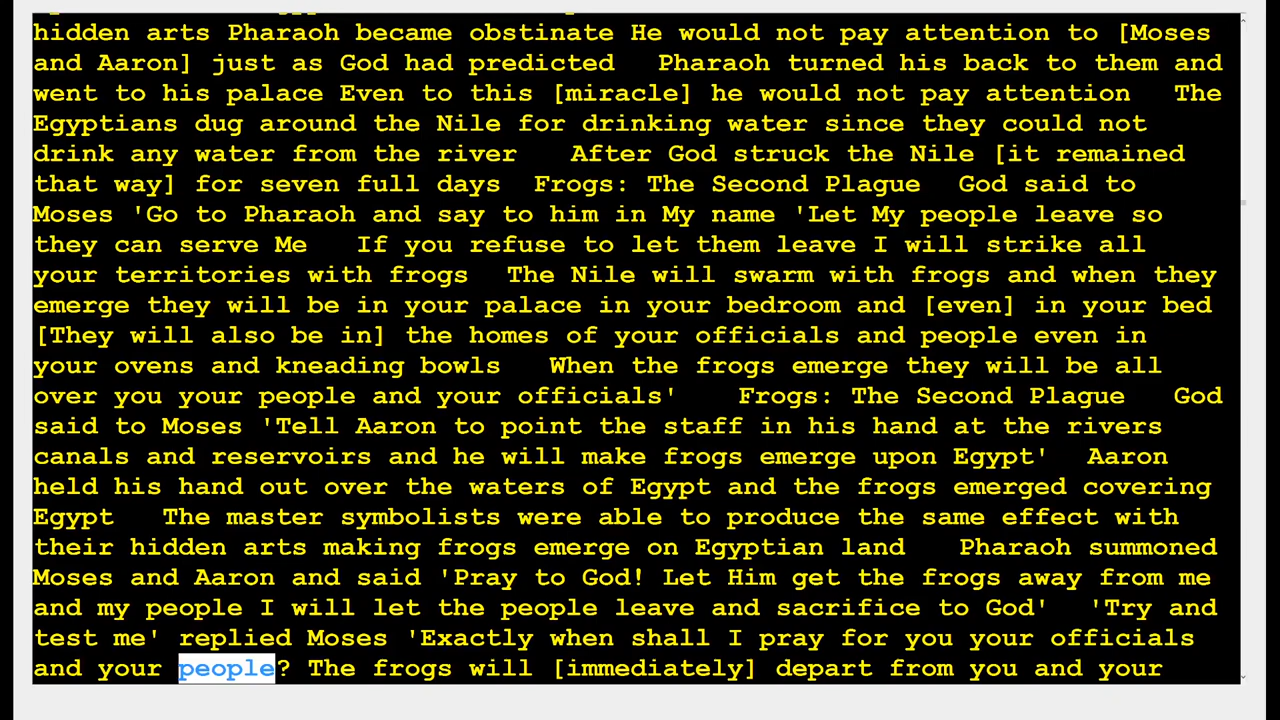 hidden arts Pharaoh became obstinate He would not pay attention to [Moses
and Aaron] just as God had predicted   Pharaoh turned his back to them and
went to his palace Even to this [miracle] he would not pay attention   The
Egyptians dug around the Nile for drinking water since they could not
drink any water from the river   After God struck the Nile [it remained
that way] for seven full days  Frogs: The Second Plague  God said to
Moses 'Go to Pharaoh and say to him in My name 'Let My people leave so
they can serve Me   If you refuse to let them leave I will strike all
your territories with frogs   The Nile will swarm with frogs and when they
emerge they will be in your palace in your bedroom and [even] in your bed
[They will also be in] the homes of your officials and people even in
your ovens and kneading bowls   When the frogs emerge they will be all
over you your people and your officials'   Frogs: The Second Plague   God
said to Moses 'Tell Aaron to point the staff in his hand at the rivers
canals and reservoirs and he will make frogs emerge upon Egypt'  Aaron
held his hand out over the waters of Egypt and the frogs emerged covering
Egypt   The master symbolists were able to produce the same effect with
their hidden arts making frogs emerge on Egyptian land   Pharaoh summoned
Moses and Aaron and said 'Pray to God! Let Him get the frogs away from me
and my people I will let the people leave and sacrifice to God'  'Try and
test me' replied Moses 'Exactly when shall I pray for you your officials
and your people? The frogs will [immediately] depart from you and your